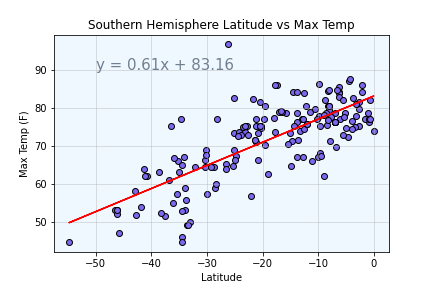 Southern Hemisphere Latitude vs Max Temp
y = 0.61x + 83.16
Max Temp (F)
90
80
70
60
50
−50 −40 −30 −20 −10 0
Latitude